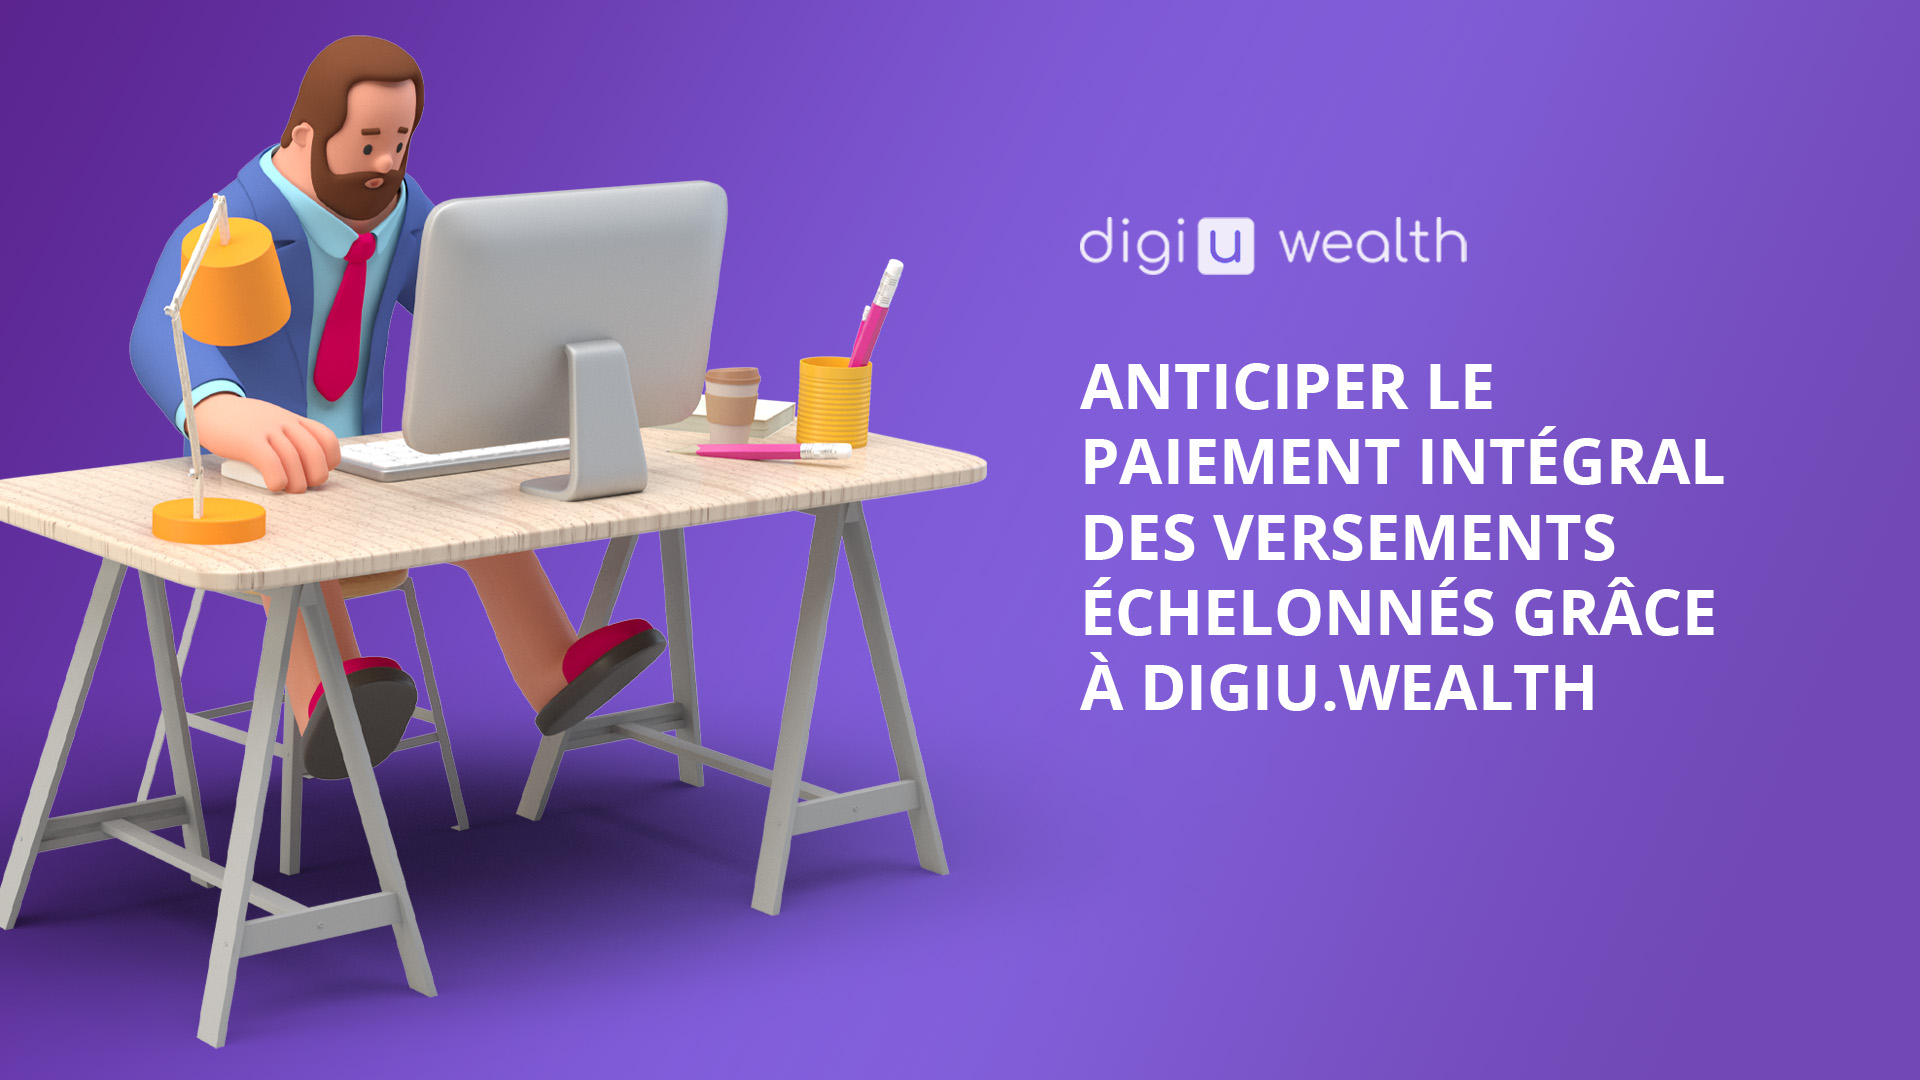 digi u wealth
ANTICIPER LE
PAIEMENT INTÉGRAL
DES VERSEMENTS
ÉCHELONNÉS GRÂCE
À DIGIU.WEALTH